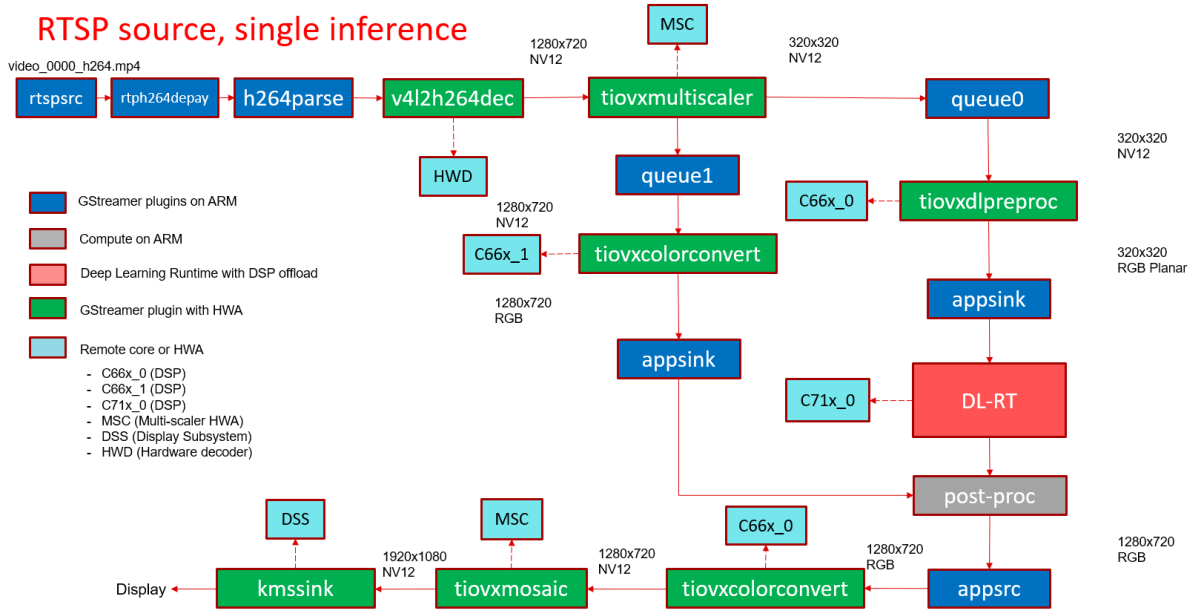 RTSP source, single inference
video_0000_h264.mp4
rtspsrc
rtph264depay
h264parse
v4l2h264dec
1280x720
NV12
tiovxmultiscaler
MSC
320x320
NV12
queue0
HWD
queue1
320x320
NV12
C66x_0
tiovxdlpreproc
1280x720
NV12
C66x_1
tiovxcolorconvert
320x320
RGB Planar
1280x720
RGB
appsink
appsink
C71x_0
DL-RT
GStreamer plugins on ARM
Compute on ARM
Deep Learning Runtime with DSP offload
GStreamer plugin with HWA
Remote core or HWA
- C66x_0 (DSP)
- C66x_1 (DSP)
- C71x_0 (DSP)
- MSC (Multi-scaler HWA)
- DSS (Display Subsystem)
- HWD (Hardware decoder)
post-proc
DSS
MSC
C66x_0
1280x720
RGB
Display
kmssink
1920x1080
NV12
tiovxmosaic
1280x720
NV12
tiovxcolorconvert
1280x720
RGB
appsrc